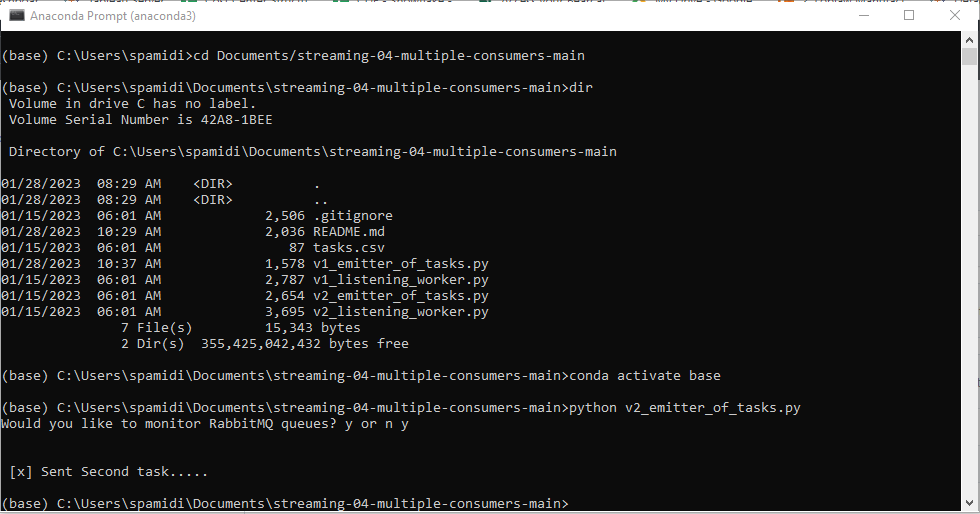 Anaconda Prompt (anaconda3)
(base) C:\Users\spamidi>cd Documents/streaming-04-multiple-consumers-main
(base) C:\Users\spamidi\Documents\streaming-04-multiple-consumers-main>dir
 Volume in drive C has no label.
 Volume Serial Number is 42A8-1BEE
 Directory of C:\Users\spamidi\Documents\streaming-04-multiple-consumers-main
01/28/2023  08:29 AM    <DIR>          .
01/28/2023  08:29 AM    <DIR>          ..
01/15/2023  06:01 AM             2,506 .gitignore
01/28/2023  10:29 AM             2,036 README.md
01/15/2023  06:01 AM                87 tasks.csv
01/28/2023  10:37 AM             1,578 v1_emitter_of_tasks.py
01/15/2023  06:01 AM             2,787 v1_listening_worker.py
01/15/2023  06:01 AM             2,654 v2_emitter_of_tasks.py
01/15/2023  06:01 AM             3,695 v2_listening_worker.py
               7 File(s)         15,343 bytes
               2 Dir(s)  355,425,042,432 bytes free
(base) C:\Users\spamidi\Documents\streaming-04-multiple-consumers-main>conda activate base
(base) C:\Users\spamidi\Documents\streaming-04-multiple-consumers-main>python v2_emitter_of_tasks.py
Would you like to monitor RabbitMQ queues? y or n y
 [x] Sent Second task.....
(base) C:\Users\spamidi\Documents\streaming-04-multiple-consumers-main>